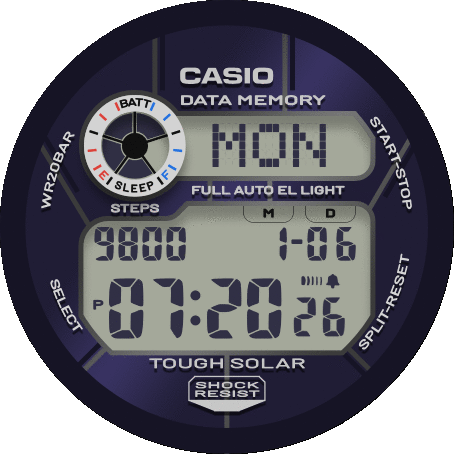 CASIO
DATA MEMORY
BATT
E F
SLEEP
MON
WR20BAR
START-STOP
FULL AUTO EL LIGHT
STEPS
M D
9800 1-06
P 07:20 26
SELECT
SPLIT-RESET
TOUGH SOLAR
SHOCK
RESIST